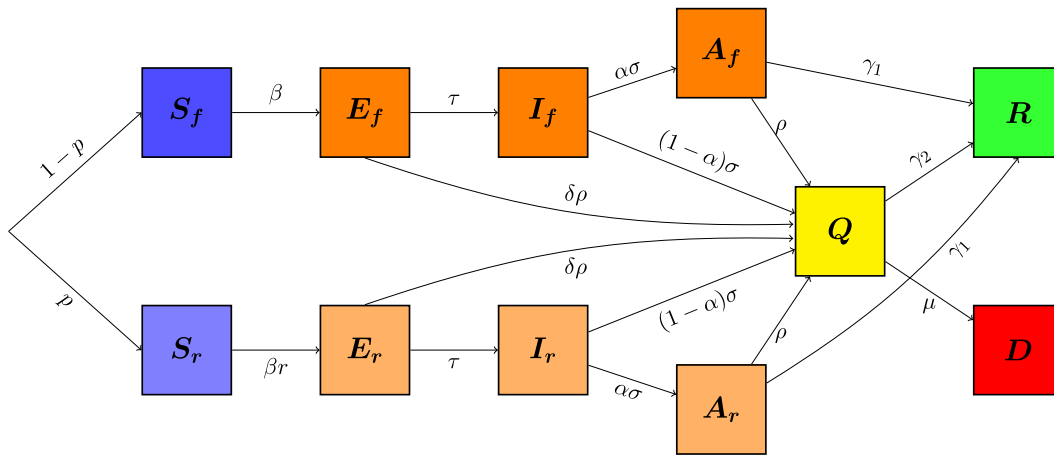 A_f
ασ
γ_1
S_f
β
E_f
τ
I_f
R
1 − p
ρ
(1 − α)σ
γ_2
δρ
Q
δρ
γ_1
p
(1 − α)σ
μ
ρ
S_r
βr
E_r
τ
I_r
D
ασ
A_r